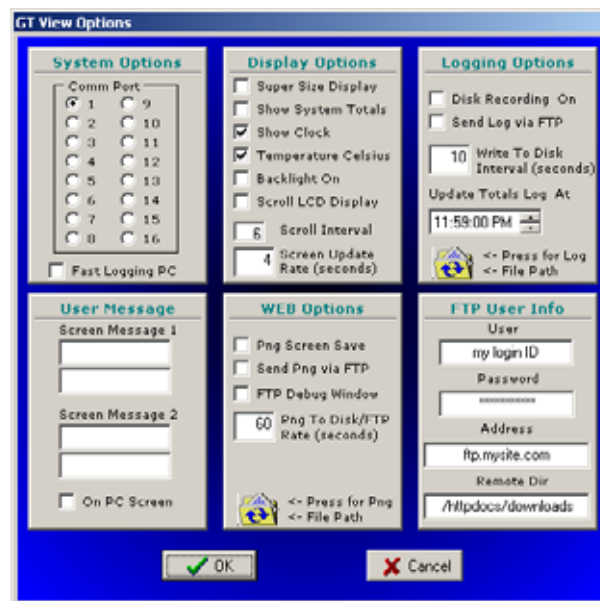 GT View Options
System Options
Comm Port
1 9
2 10
3 11
4 12
5 13
6 14
7 15
8 16
Fast Logging PC
Display Options
Super Size Display
Show System Totals
Show Clock
Temperature Celsius
Backlight On
Scroll LCD Display
6 Scroll Interval
4 Screen Update
Rate (seconds)
Logging Options
Disk Recording On
Send Log via FTP
10 Write To Disk
Interval (seconds)
Update Totals Log At
11:59:00 PM
<- Press for Log
<- File Path
User Message
Screen Message 1
Screen Message 2
On PC Screen
WEB Options
Png Screen Save
Send Png via FTP
FTP Debug Window
60 Png To Disk/FTP
Rate (seconds)
<- Press for Png
<- File Path
FTP User Info
User
my login ID
Password
**********
Address
ftp.mysite.com
Remote Dir
/httpdocs/downloads
OK
Cancel